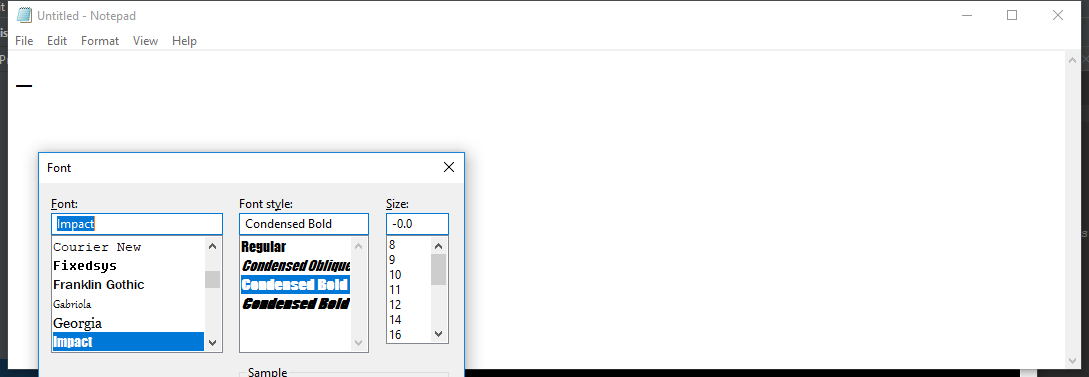 Untitled - Notepad
File Edit Format View Help
Font
Font: Font style: Size:
Impact Condensed Bold -0.0
Courier New
Fixedsys
Franklin Gothic
Gabriola
Georgia
Impact
Regular
Condensed Oblique
Condensed Bold
Condensed Bold
8
9
10
11
12
14
16
Sample